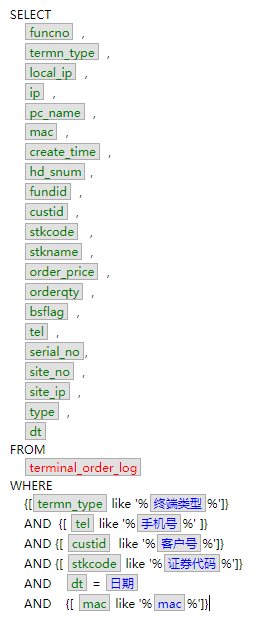 SELECT
funcno ,
termn_type ,
local_ip ,
ip ,
pc_name ,
mac ,
create_time ,
hd_snum ,
fundid ,
custid ,
stkcode ,
stkname ,
order_price ,
orderqty ,
bsflag ,
tel ,
serial_no,
site_no ,
site_ip ,
type ,
dt
FROM
terminal_order_log
WHERE
{[ termn_type like '% 终端类型 %']}
AND {[ tel like '% 手机号 %' ]}
AND {[ custid like '% 客户号 %']}
AND {[ stkcode like '% 证券代码 %']}
AND dt = 日期
AND {[ mac like '% mac %']}